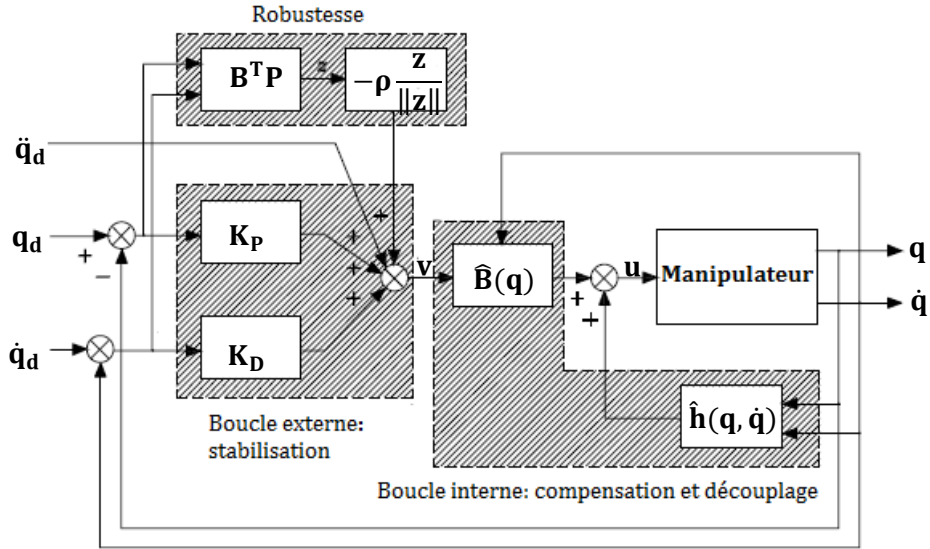 Robustesse
BᵀP
z
−ρ z/‖z‖
q̈d
qd
+
−
KP
+
+
+
+
v
B̂(q)
+
+
u
Manipulateur
q
q̇
q̇d
KD
ĥ(q, q̇)
Boucle externe:
stabilisation
Boucle interne: compensation et découplage